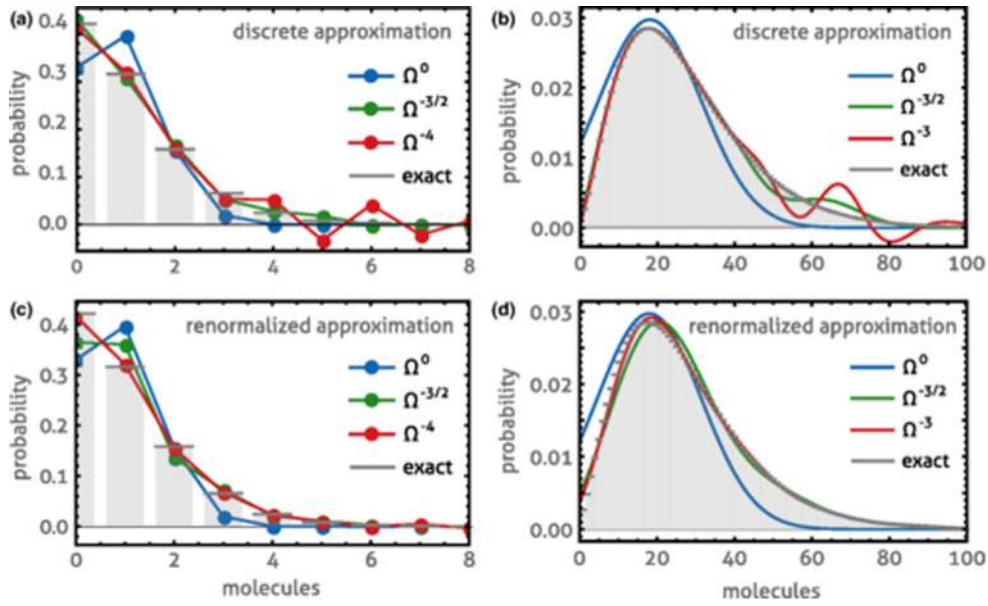 (a)
discrete approximation
probability
0.4
0.3
0.2
0.1
0.0
Ω⁰
Ω⁻³/²
Ω⁻⁴
exact
0 2 4 6 8
(b)
discrete approximation
probability
0.03
0.02
0.01
0.00
Ω⁰
Ω⁻³/²
Ω⁻³
exact
0 20 40 60 80 100
(c)
renormalized approximation
probability
0.4
0.3
0.2
0.1
0.0
Ω⁰
Ω⁻³/²
Ω⁻⁴
exact
0 2 4 6 8
molecules
(d)
renormalized approximation
probability
0.03
0.02
0.01
0.00
Ω⁰
Ω⁻³/²
Ω⁻³
exact
0 20 40 60 80 100
molecules